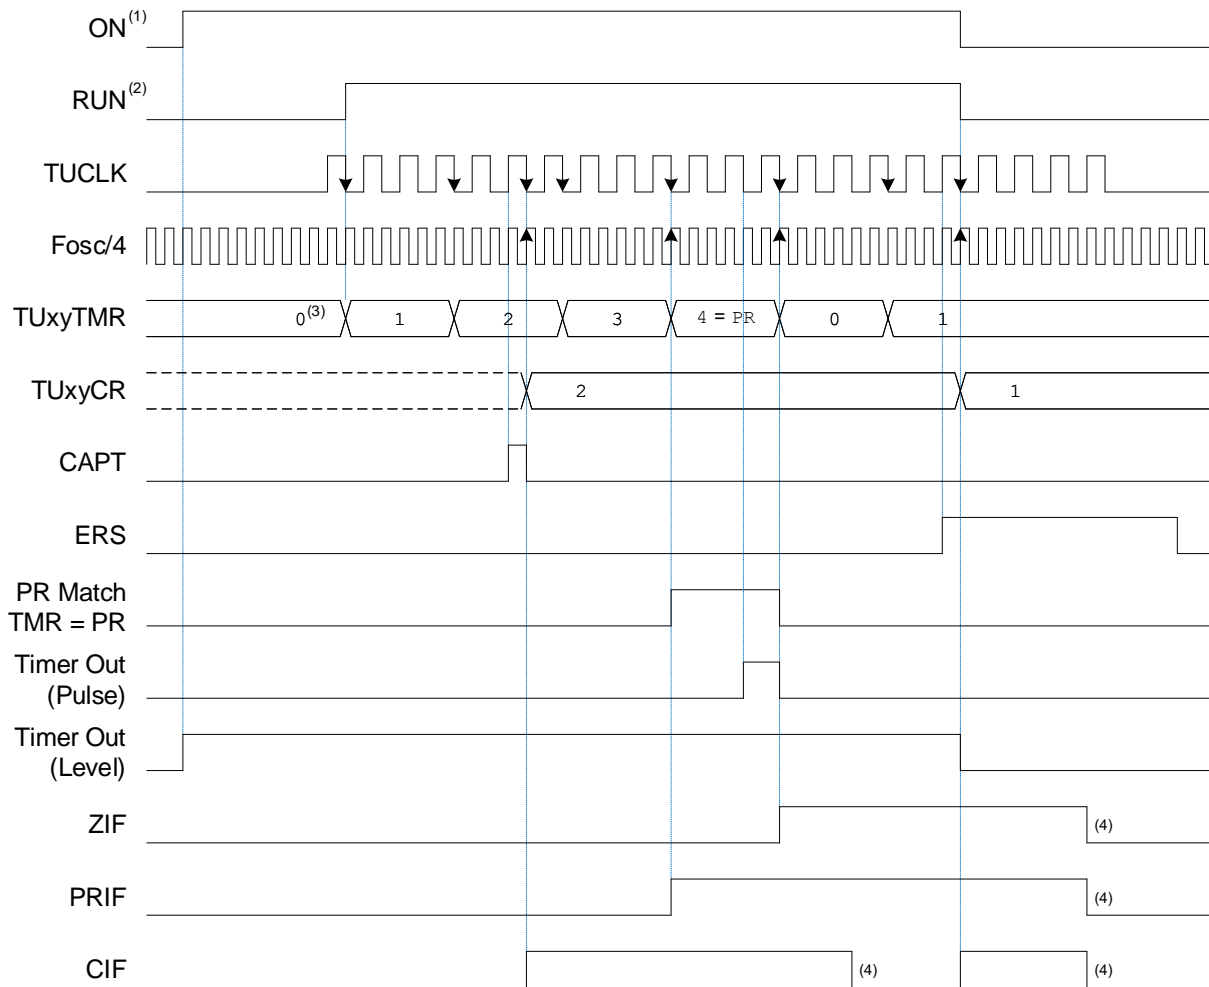 ON(1)
RUN(2)
TUCLK
Fosc/4
TUxyTMR 0(3) 1 2 3 4 = PR 0 1
TUxyCR 2 1
CAPT
ERS
PR Match
TMR = PR
Timer Out
(Pulse)
Timer Out
(Level)
ZIF (4)
PRIF (4)
CIF (4) (4)